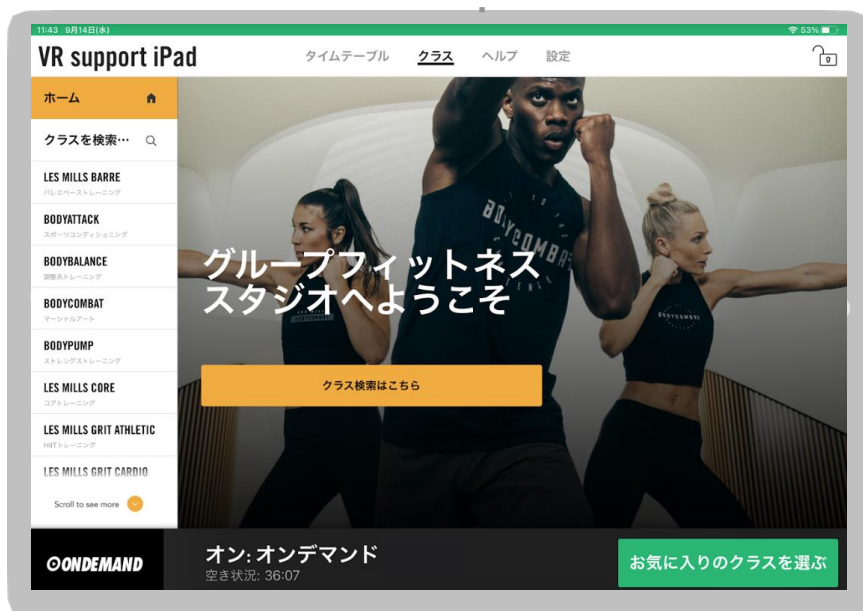 11:43 9月14日(水)
53%
VR support iPad
タイムテーブル
クラス
ヘルプ
設定
ホーム
クラスを検索…
LES MILLS BARRE
バレエベーストレーニング
BODYATTACK
スポーツコンディショニング
BODYBALANCE
調整系トレーニング
BODYCOMBAT
マーシャルアート
BODYPUMP
ストレングストレーニング
LES MILLS CORE
コアトレーニング
LES MILLS GRIT ATHLETIC
HIITトレーニング
LES MILLS GRIT CARDIO
Scroll to see more
BODYCOMBAT
BODYCOMBAT
グループフィットネス
スタジオへようこそ
クラス検索はこちら
ONDEMAND
オン: オンデマンド
空き状況: 36:07
お気に入りのクラスを選ぶ